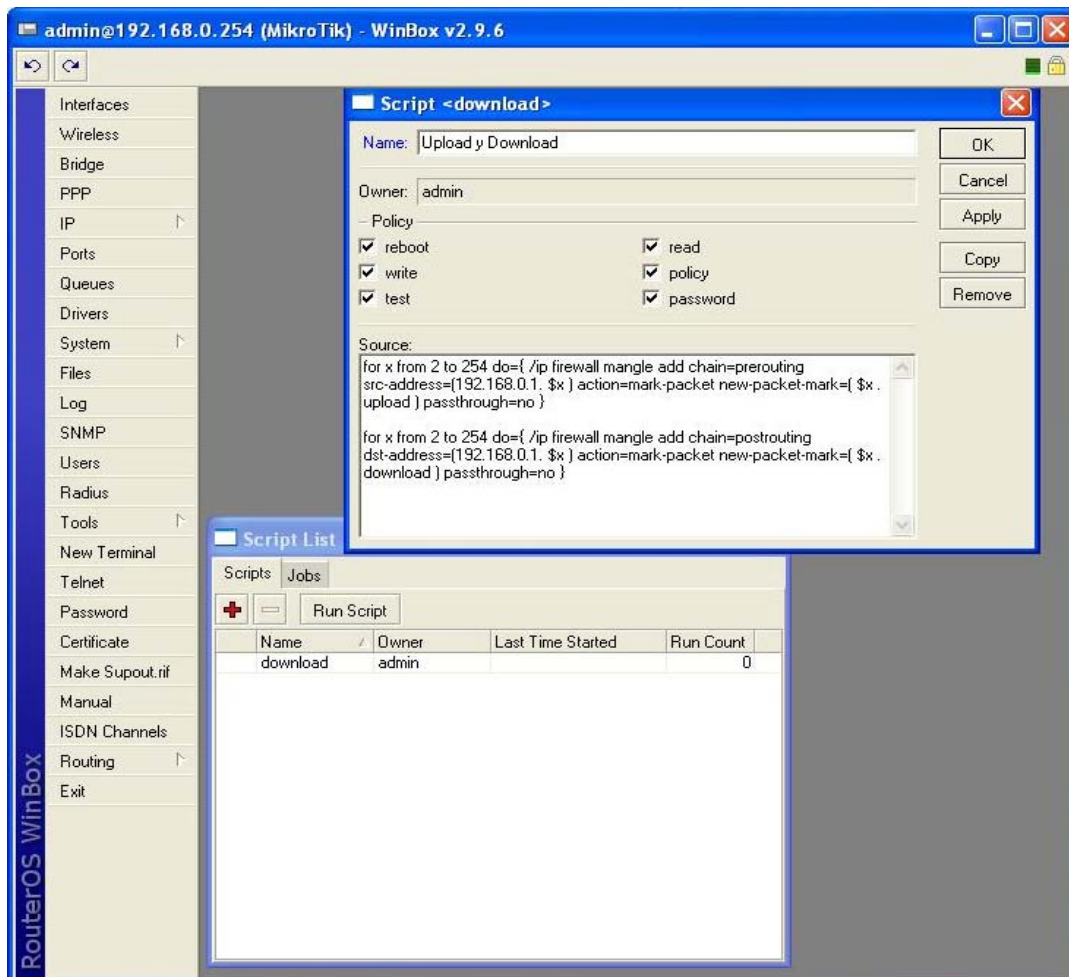 admin@192.168.0.254 (MikroTik) - WinBox v2.9.6
Interfaces
Wireless
Bridge
PPP
IP
Ports
Queues
Drivers
System
Files
Log
SNMP
Users
Radius
Tools
New Terminal
Telnet
Password
Certificate
Make Supout.rif
Manual
ISDN Channels
Routing
Exit
RouterOS WinBox
Script <download>
Name: Upload y Download
Owner: admin
Policy
reboot
read
write
policy
test
password
OK
Cancel
Apply
Copy
Remove
Source:
for x from 2 to 254 do={ /ip firewall mangle add chain=prerouting
src-address=(192.168.0.1. $x ) action=mark-packet new-packet-mark=( $x .
upload ) passthrough=no }
for x from 2 to 254 do={ /ip firewall mangle add chain=postrouting
dst-address=(192.168.0.1. $x ) action=mark-packet new-packet-mark=( $x .
download ) passthrough=no }
Script List
Scripts Jobs
Run Script
Name Owner Last Time Started Run Count
download admin 0